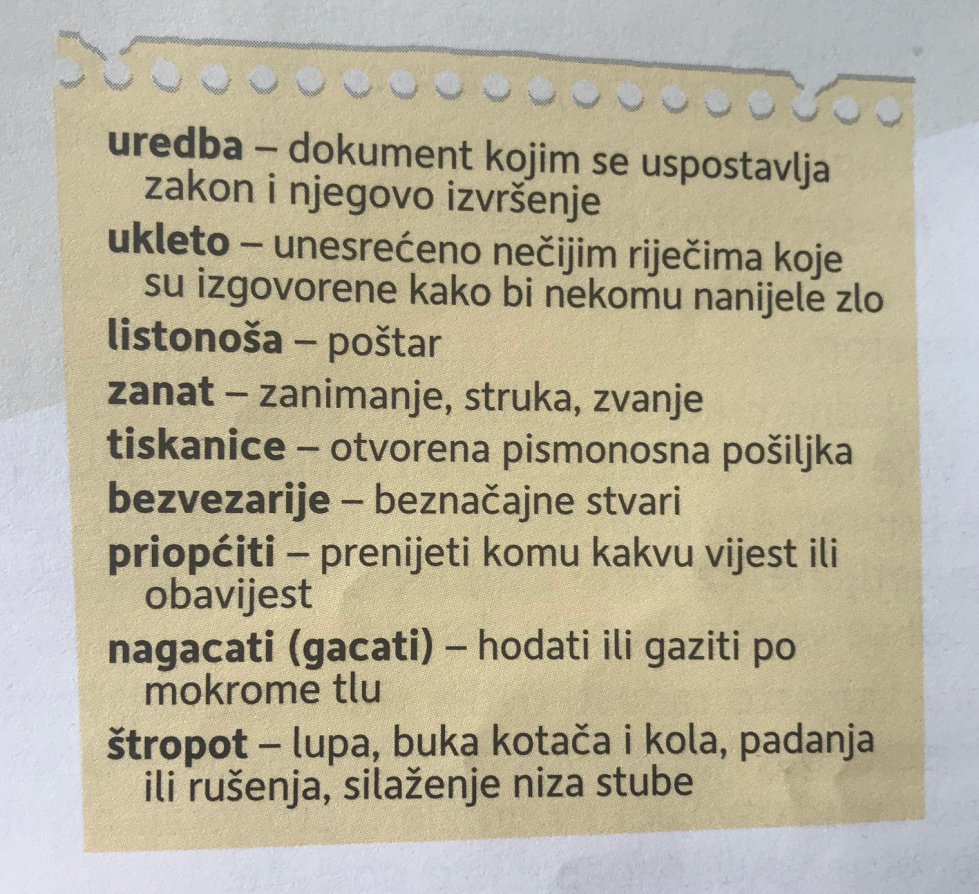 uredba – dokument kojim se uspostavlja
zakon i njegovo izvršenje
ukleto – unesrećeno nečijim riječima koje
su izgovorene kako bi nekomu nanijele zlo
listonoša – poštar
zanat – zanimanje, struka, zvanje
tiskanice – otvorena pismonosna pošiljka
bezvezarije – beznačajne stvari
priopćiti – prenijeti komu kakvu vijest ili
obavijest
nagacati (gacati) – hodati ili gaziti po
mokrome tlu
štropot – lupa, buka kotača i kola, padanja
ili rušenja, silaženje niza stube